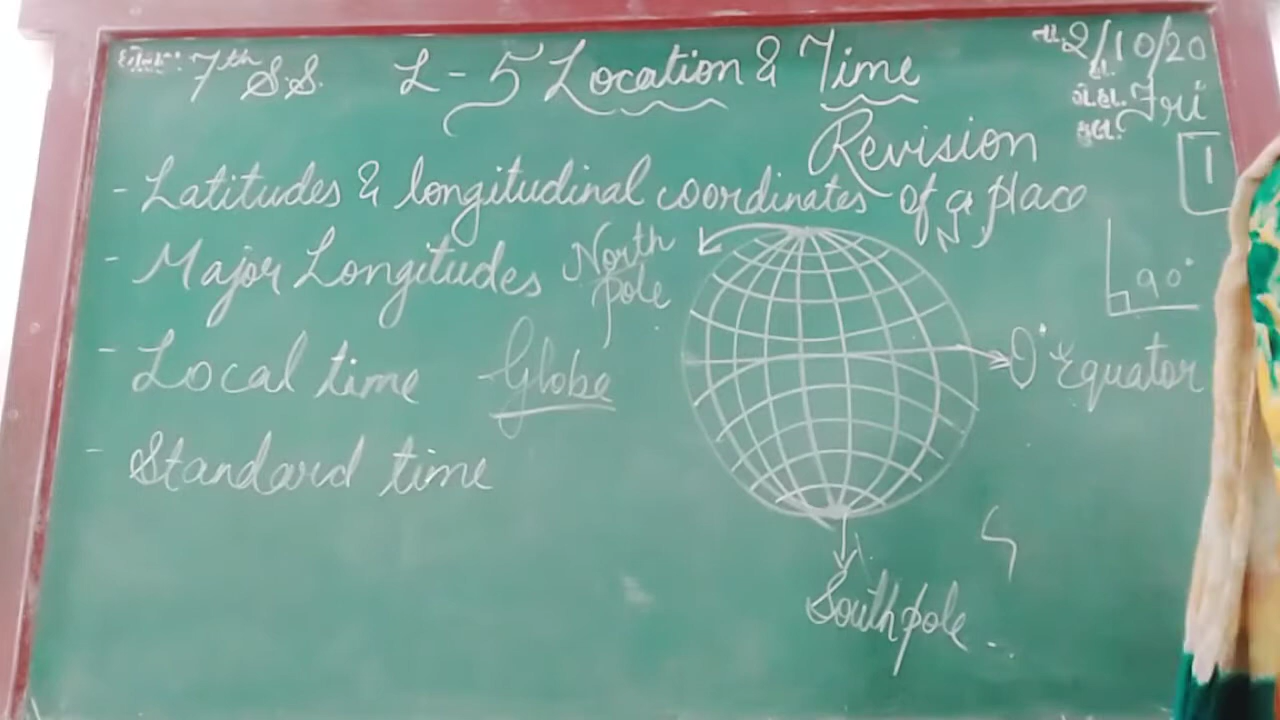 7th S.S. L-5 Location & Time
તા. 2/10/20
Fri
Revision
1
- Latitudes & longitudinal coordinates of a place
N
- Major Longitudes
North pole
90°
- Local time
Globe
0° Equator
- Standard time
S
South pole